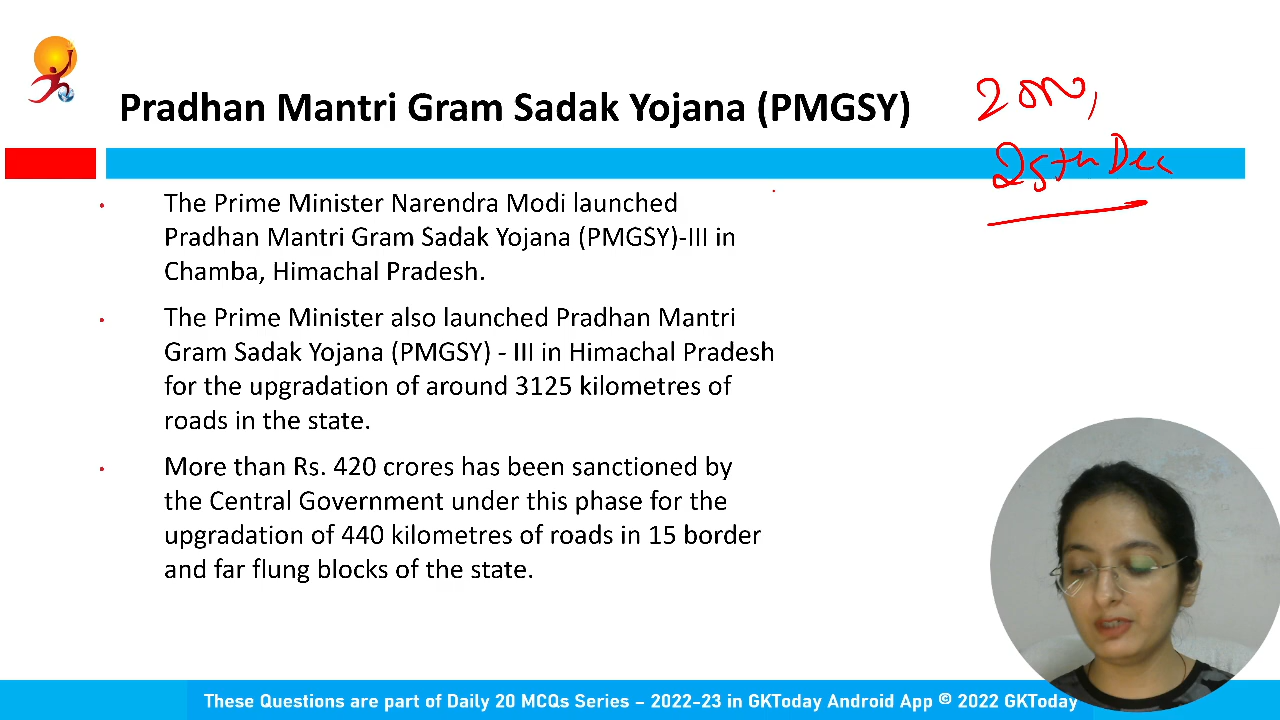 Pradhan Mantri Gram Sadak Yojana (PMGSY)
2000,
25th Dec
• The Prime Minister Narendra Modi launched
Pradhan Mantri Gram Sadak Yojana (PMGSY)-III in
Chamba, Himachal Pradesh.
• The Prime Minister also launched Pradhan Mantri
Gram Sadak Yojana (PMGSY) - III in Himachal Pradesh
for the upgradation of around 3125 kilometres of
roads in the state.
• More than Rs. 420 crores has been sanctioned by
the Central Government under this phase for the
upgradation of 440 kilometres of roads in 15 border
and far flung blocks of the state.
These Questions are part of Daily 20 MCQs Series – 2022-23 in GKToday Android App © 2022 GKToday